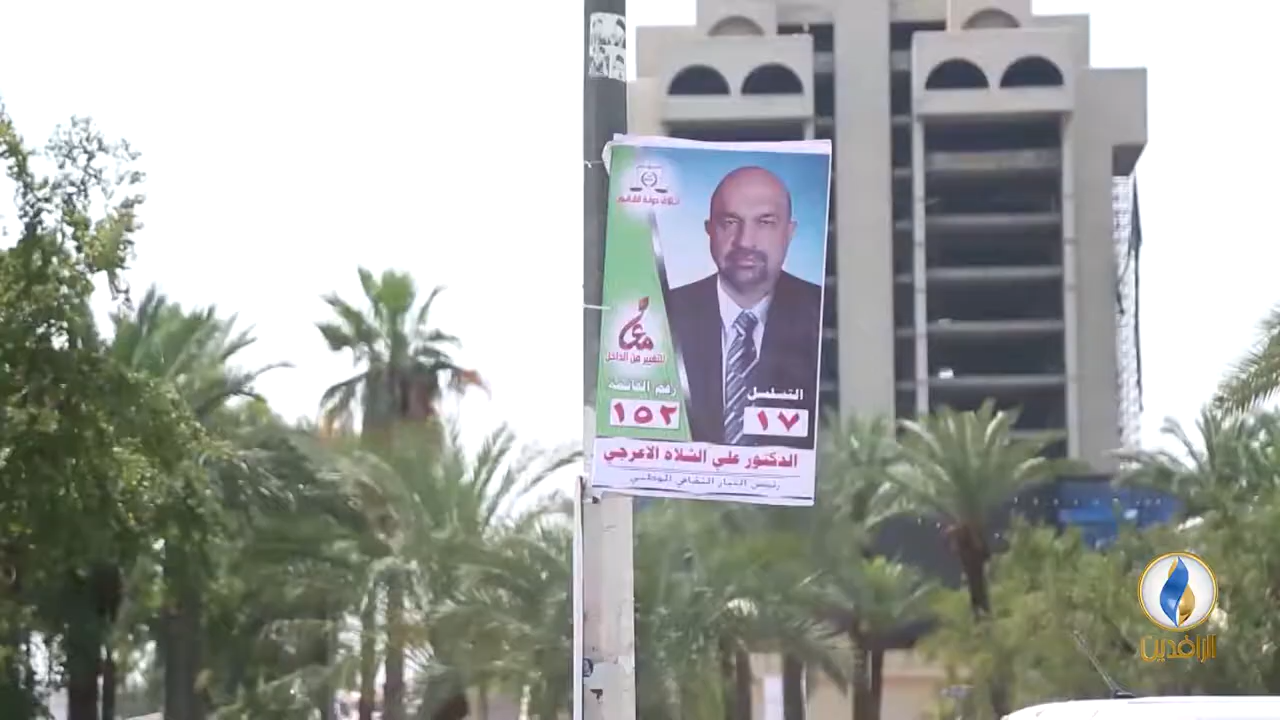 ائتلاف دولة القانون
معاً
للتغيير من الداخل
رقم القائمة
١٥٢
التسلسل
١٧
الدكتور علي الشلاه الاعرجي
رئيس التيار الثقافي الوطني
الرافدين